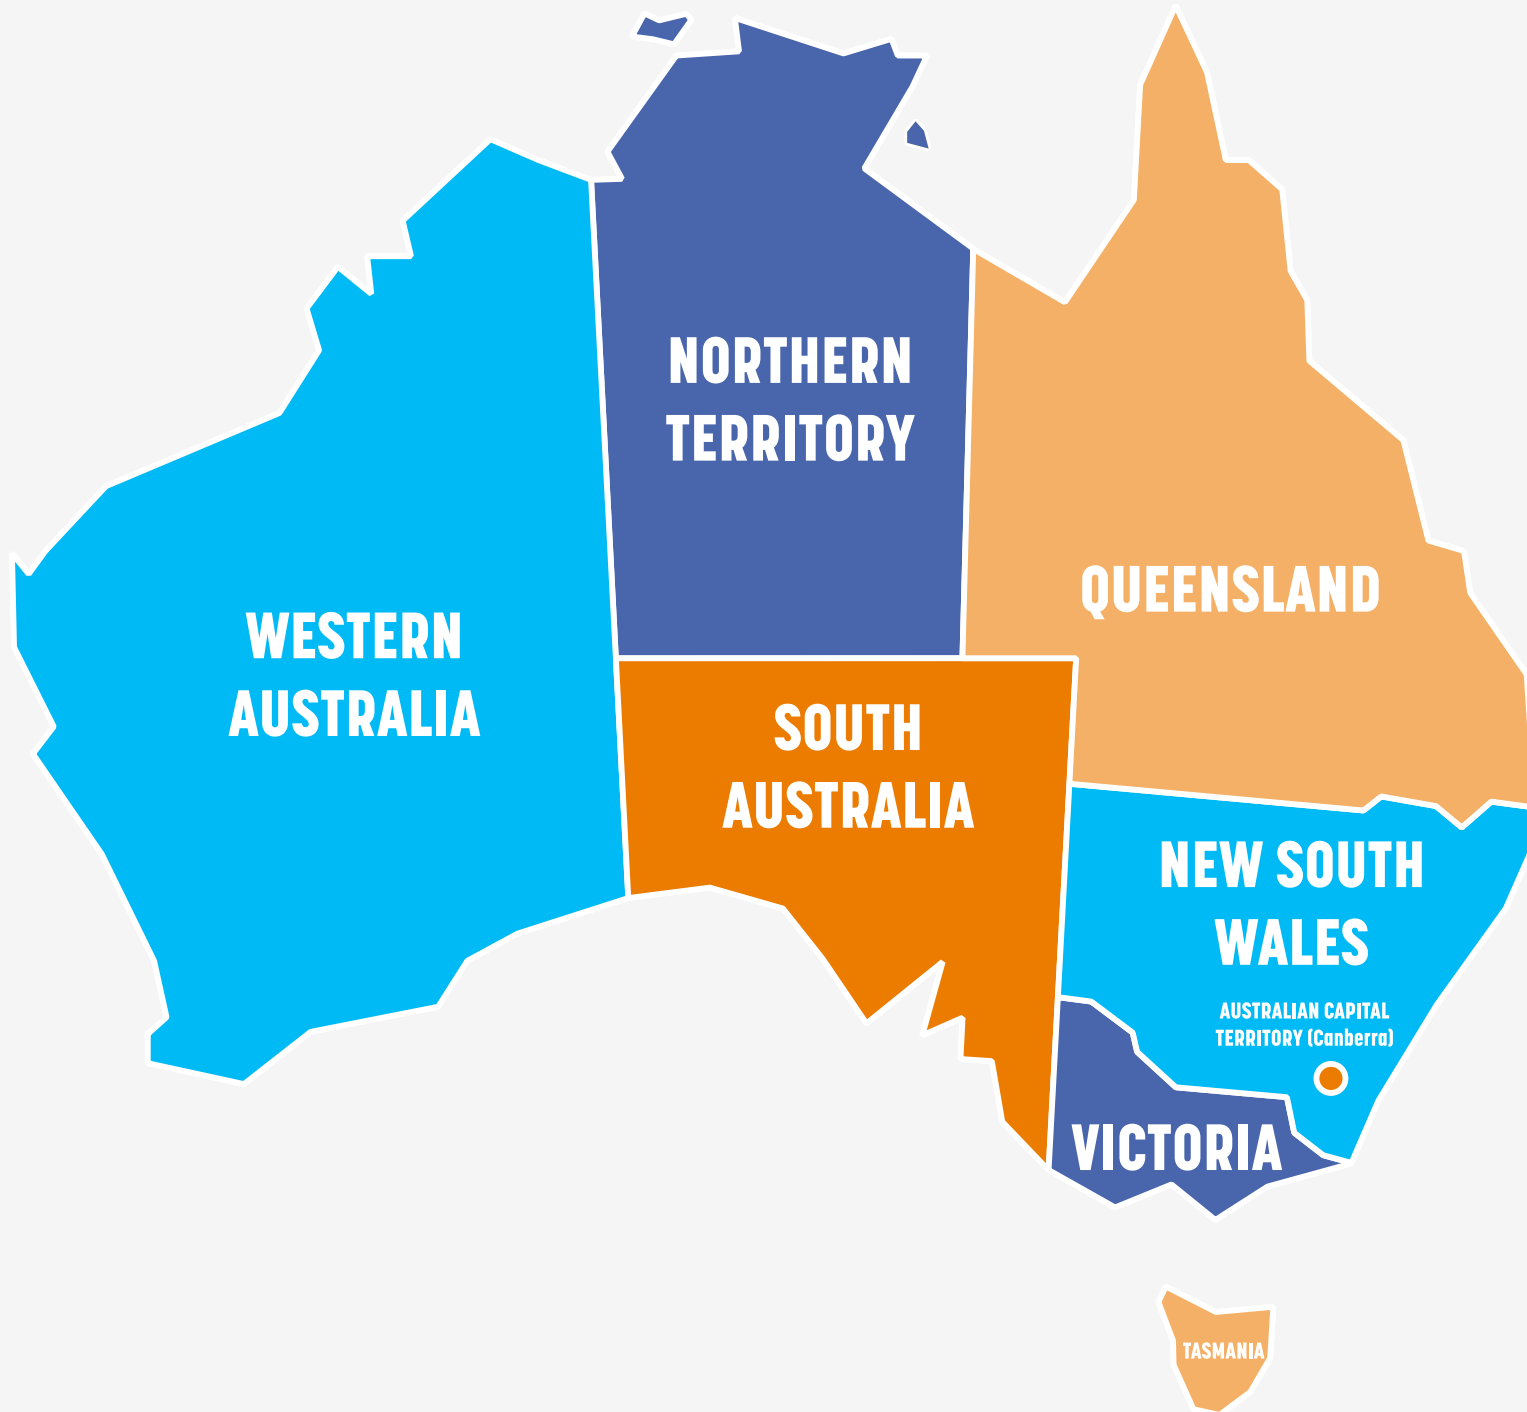 NORTHERN
TERRITORY
QUEENSLAND
WESTERN
AUSTRALIA
SOUTH
AUSTRALIA
NEW SOUTH
WALES
AUSTRALIAN CAPITAL
TERRITORY (Canberra)
VICTORIA
TASMANIA